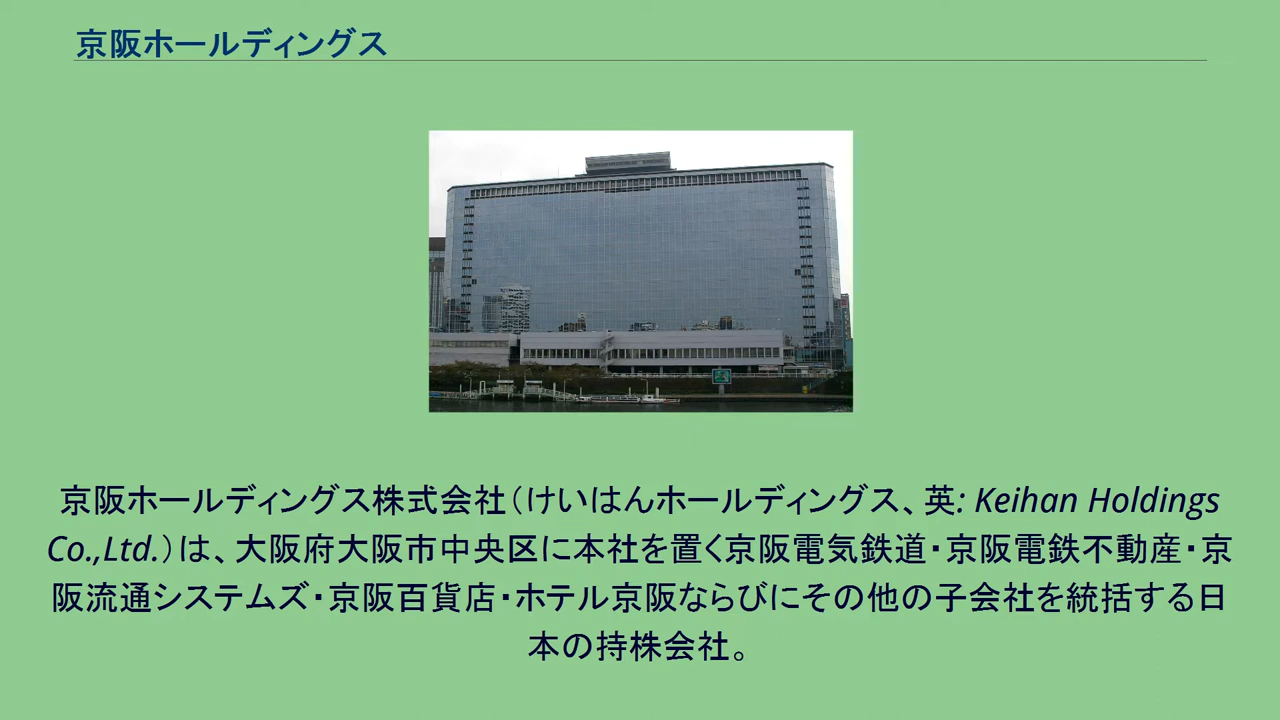 京阪ホールディングス
京阪ホールディングス株式会社（けいはんホールディングス、英: Keihan Holdings
Co.,Ltd.）は、大阪府大阪市中央区に本社を置く京阪電気鉄道・京阪電鉄不動産・京
阪流通システムズ・京阪百貨店・ホテル京阪ならびにその他の子会社を統括する日
本の持株会社。